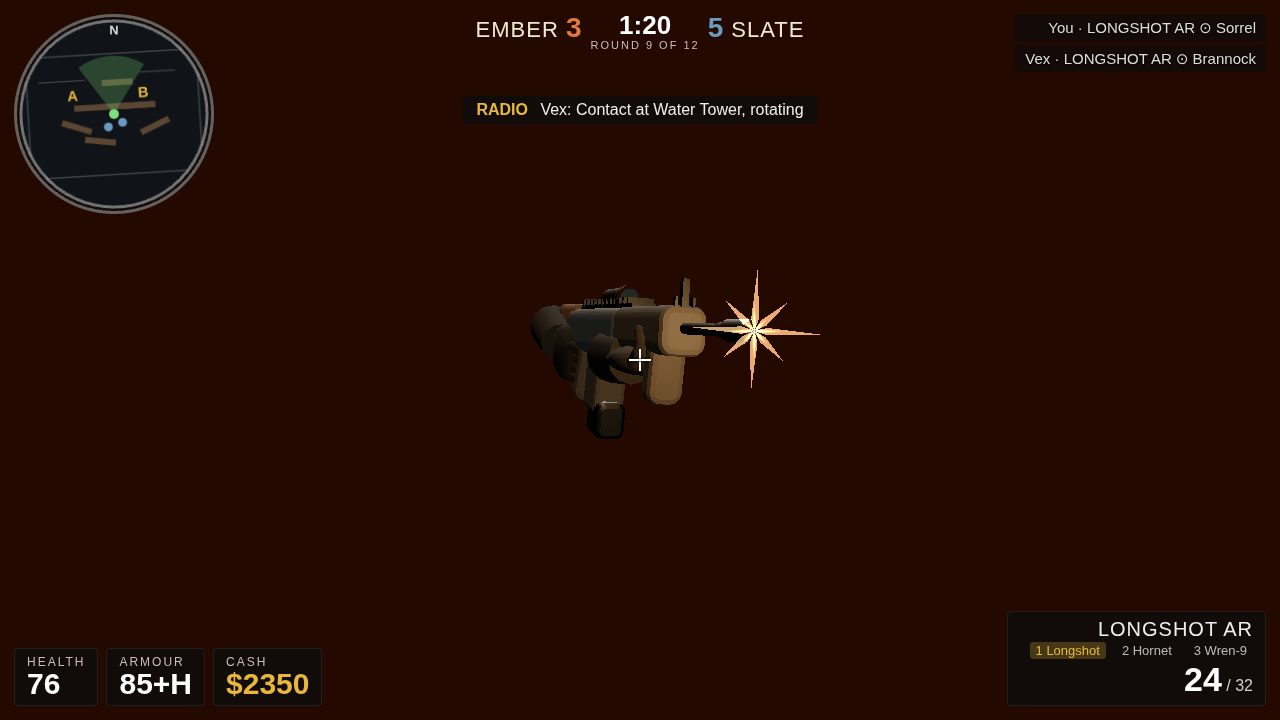 N
A
B
EMBER 3 1:20 5 SLATE
ROUND 9 OF 12
You · LONGSHOT AR ⊙ Sorrel
Vex · LONGSHOT AR ⊙ Brannock
RADIO Vex: Contact at Water Tower, rotating
HEALTH
76
ARMOUR
85+H
CASH
$2350
LONGSHOT AR
1 Longshot 2 Hornet 3 Wren-9
24 / 32